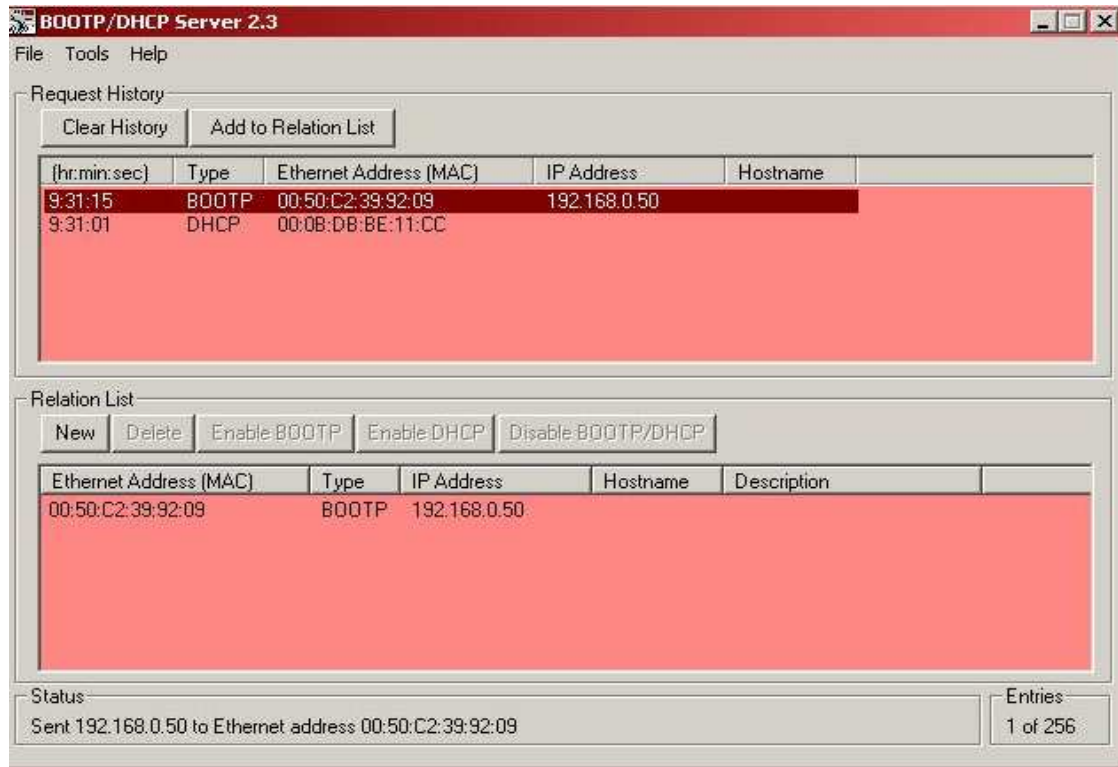 BOOTP/DHCP Server 2.3
File Tools Help
Request History
Clear History Add to Relation List
(hr:min:sec) Type Ethernet Address (MAC) IP Address Hostname
9:31:15 BOOTP 00:50:C2:39:92:09 192.168.0.50
9:31:01 DHCP 00:0B:DB:BE:11:CC
Relation List
New Delete Enable BOOTP Enable DHCP Disable BOOTP/DHCP
Ethernet Address (MAC) Type IP Address Hostname Description
00:50:C2:39:92:09 BOOTP 192.168.0.50
Status
Sent 192.168.0.50 to Ethernet address 00:50:C2:39:92:09
Entries
1 of 256